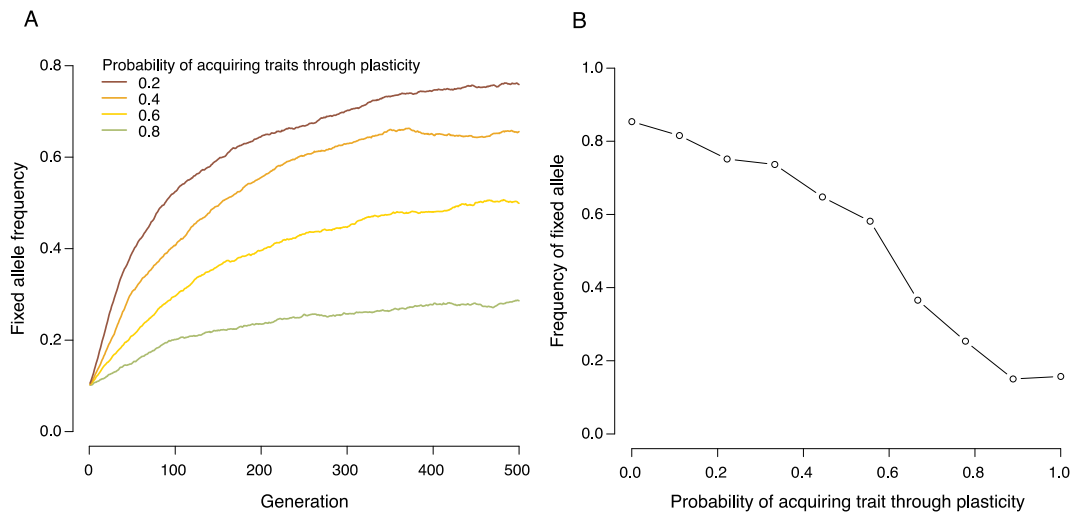 A
Probability of acquiring traits through plasticity
0.2
0.4
0.6
0.8
Fixed allele frequency
0.8
0.6
0.4
0.2
0.0
0 100 200 300 400 500
Generation
B
Frequency of fixed allele
1.0
0.8
0.6
0.4
0.2
0.0
0.0 0.2 0.4 0.6 0.8 1.0
Probability of acquiring trait through plasticity